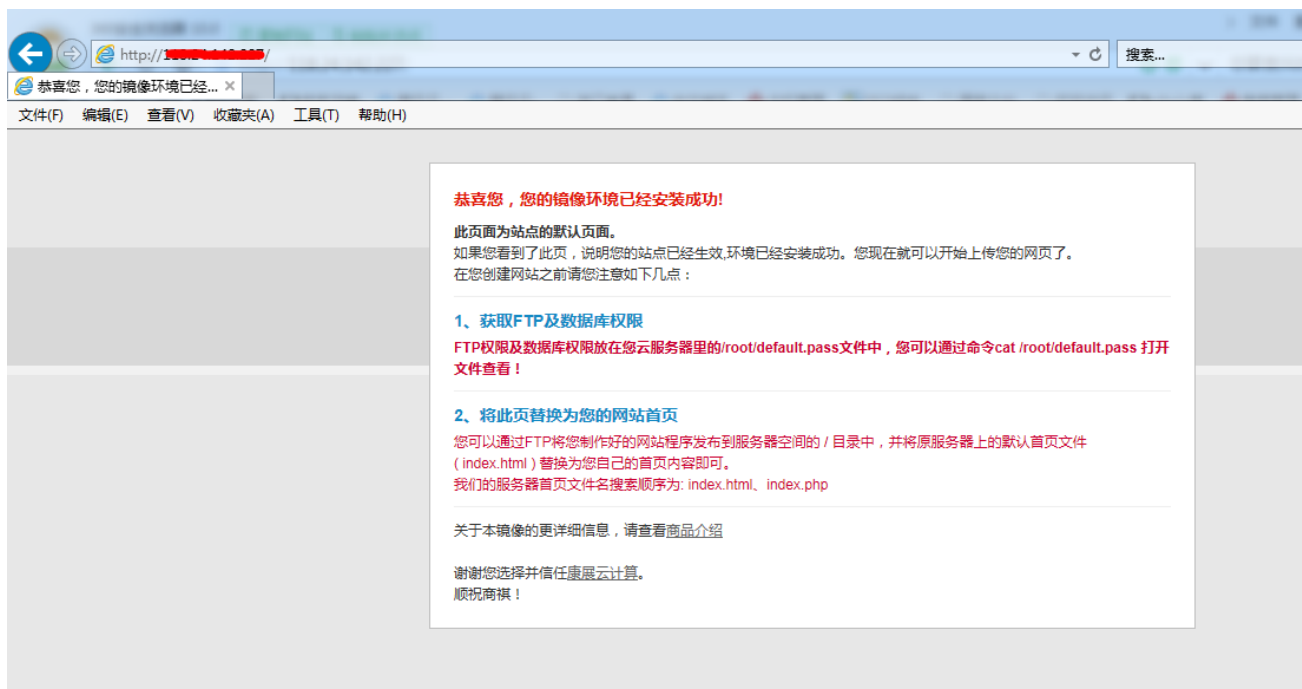 http://
搜索...
恭喜您，您的镜像环境已经...
文件(F) 编辑(E) 查看(V) 收藏夹(A) 工具(T) 帮助(H)
恭喜您，您的镜像环境已经安装成功!
此页面为站点的默认页面。
如果您看到了此页，说明您的站点已经生效,环境已经安装成功。您现在就可以开始上传您的网页了。
在您创建网站之前请您注意如下几点：
1、获取FTP及数据库权限
FTP权限及数据库权限放在您云服务器里的/root/default.pass文件中，您可以通过命令cat /root/default.pass 打开
文件查看！
2、将此页替换为您的网站首页
您可以通过FTP将您制作好的网站程序发布到服务器空间的 / 目录中，并将原服务器上的默认首页文件
（index.html）替换为您自己的首页内容即可。
我们的服务器首页文件名搜索顺序为: index.html、index.php
关于本镜像的更详细信息，请查看商品介绍
谢谢您选择并信任康展云计算。
顺祝商祺！